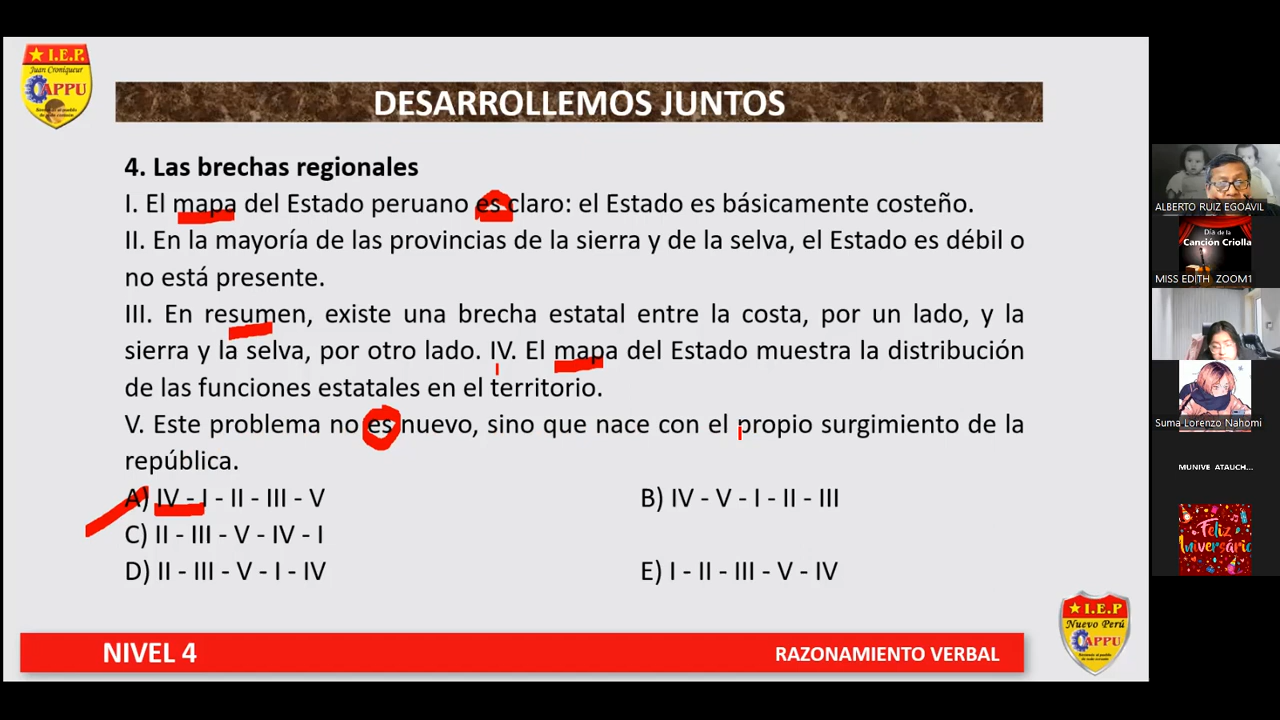 I.E.P.
Juan Croniqueur
APPU
DESARROLLEMOS JUNTOS
4. Las brechas regionales
I. El mapa del Estado peruano es claro: el Estado es básicamente costeño.
II. En la mayoría de las provincias de la sierra y de la selva, el Estado es débil o
no está presente.
III. En resumen, existe una brecha estatal entre la costa, por un lado, y la
sierra y la selva, por otro lado. IV. El mapa del Estado muestra la distribución
de las funciones estatales en el territorio.
V. Este problema no es nuevo, sino que nace con el propio surgimiento de la
república.
A) IV - I - II - III - V
B) IV - V - I - II - III
C) II - III - V - IV - I
D) II - III - V - I - IV
E) I - II - III - V - IV
NIVEL 4
RAZONAMIENTO VERBAL
I.E.P
Nuevo Perú
APPU
ALBERTO RUIZ EGOAVIL
Día de la
Canción Criolla
MISS EDITH ZOOM1
Suma Lorenzo Nahomi
MUNIVE ATAUCH...
Feliz
Aniversário